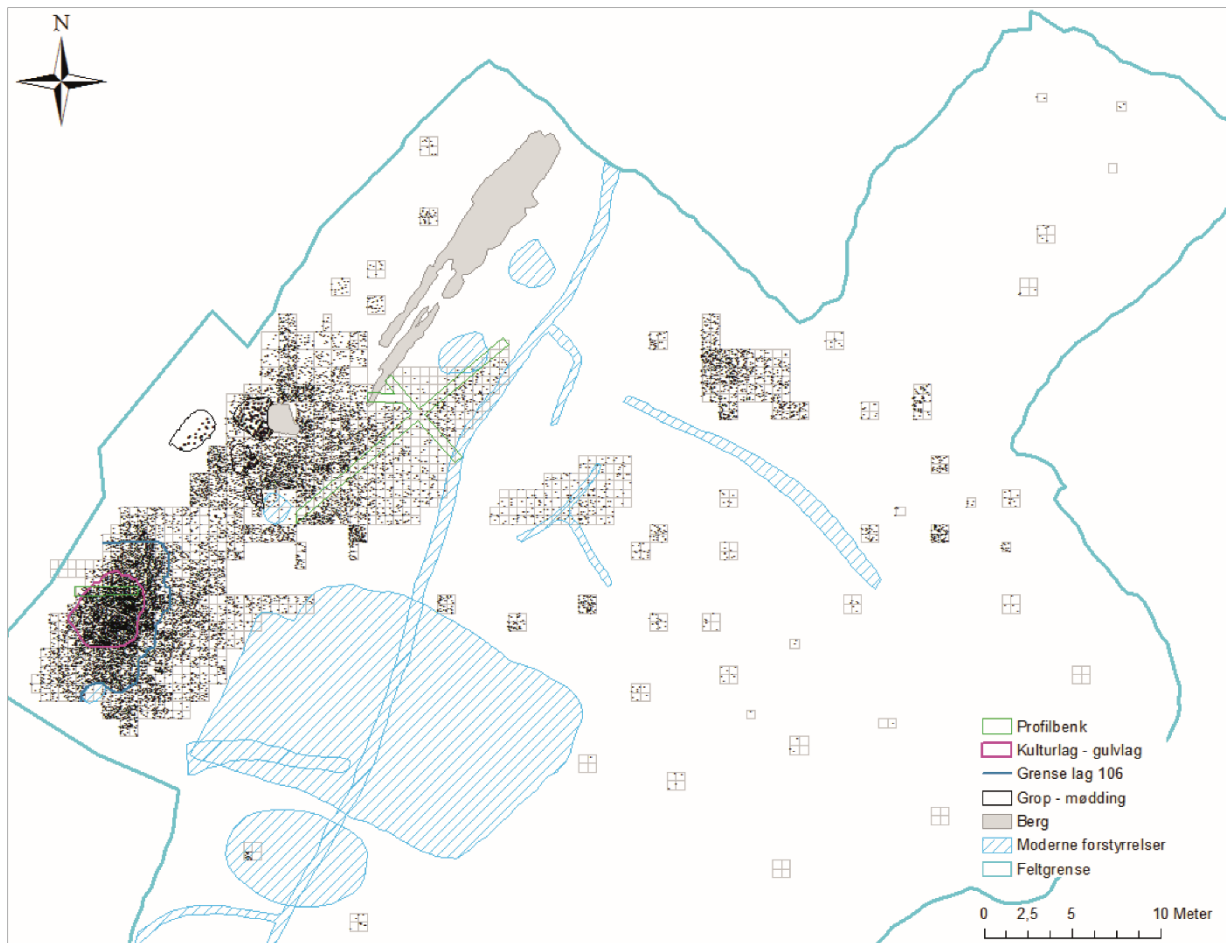 N
Profilbenk
Kulturlag - gulvlag
Grense lag 106
Grop - mødding
Berg
Moderne forstyrrelser
Feltgrense
0 2,5 5 10 Meter